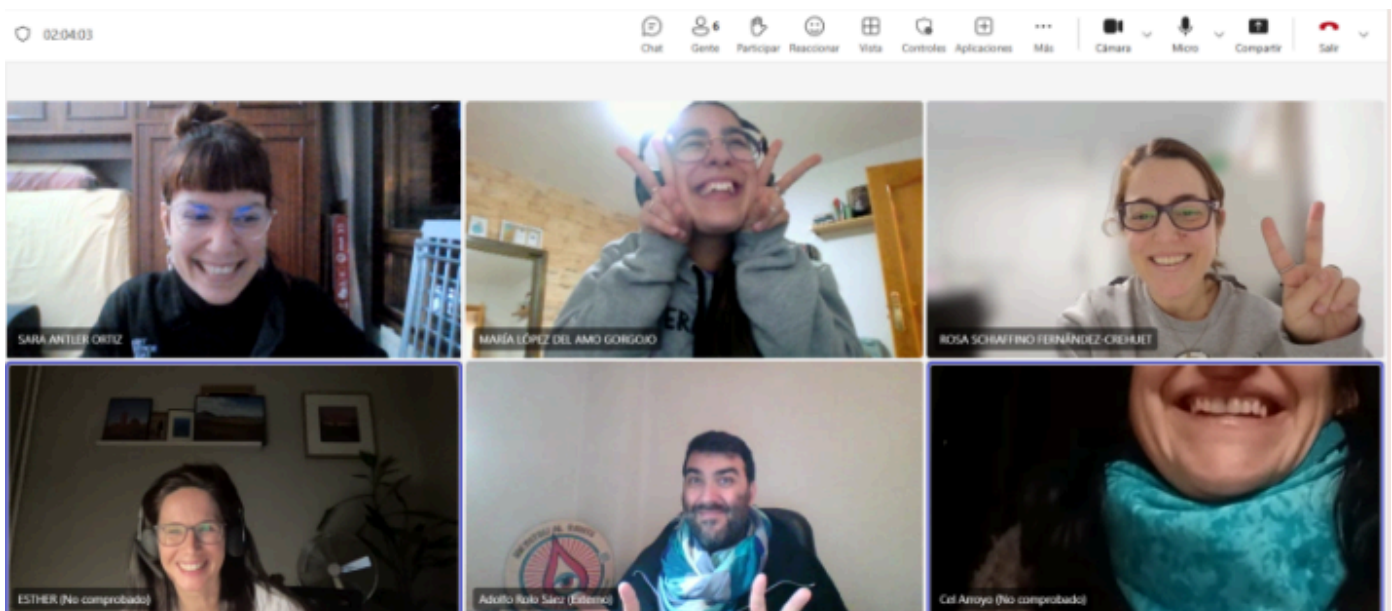 02:04:03
Chat
Gente
6
Participar
Reaccionar
Vista
Controles
Aplicaciones
Más
Cámara
Micro
Compartir
Salir
SARA ANTLER ORTIZ
MARÍA LÓPEZ DEL AMO GORGOJO
ROSA SCHIAFFINO FERNÁNDEZ-CREHUET
ESTHER (No comprobado)
Adolfo Rolo Sáez (Externo)
Cel Arroyo (No comprobado)